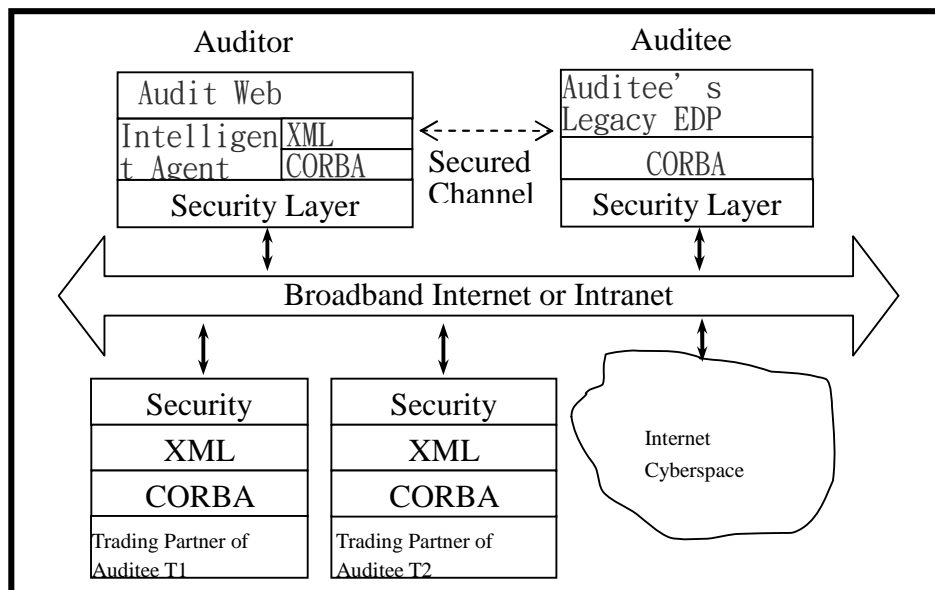 Auditor
Auditee
Audit Web
Intelligen
t Agent
XML
CORBA
Security Layer
Secured
Channel
Auditee's
Legacy EDP
CORBA
Security Layer
Broadband Internet or Intranet
Security
XML
CORBA
Trading Partner of
Auditee T1
Security
XML
CORBA
Trading Partner of
Auditee T2
Internet
Cyberspace